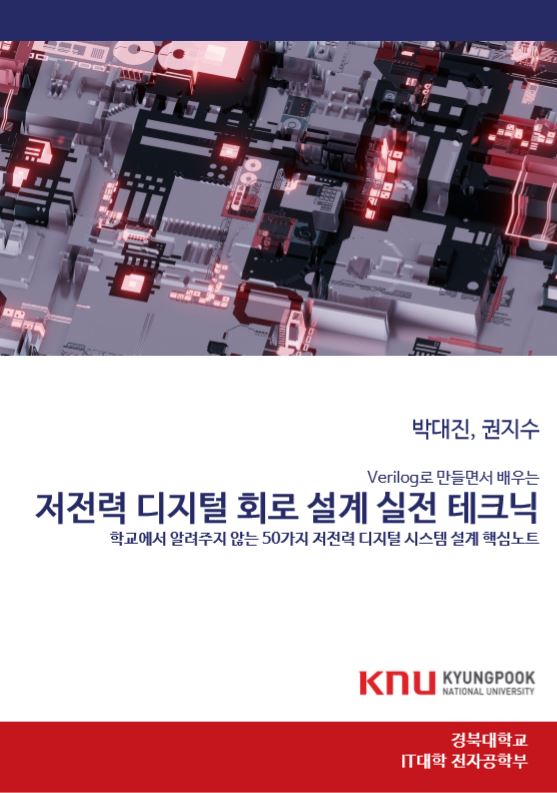 박대진, 권지수
Verilog로 만들면서 배우는
저전력 디지털 회로 설계 실전 테크닉
학교에서 알려주지 않는 50가지 저전력 디지털 시스템 설계 핵심노트
KNU KYUNGPOOK
NATIONAL UNIVERSITY
경북대학교
IT대학 전자공학부